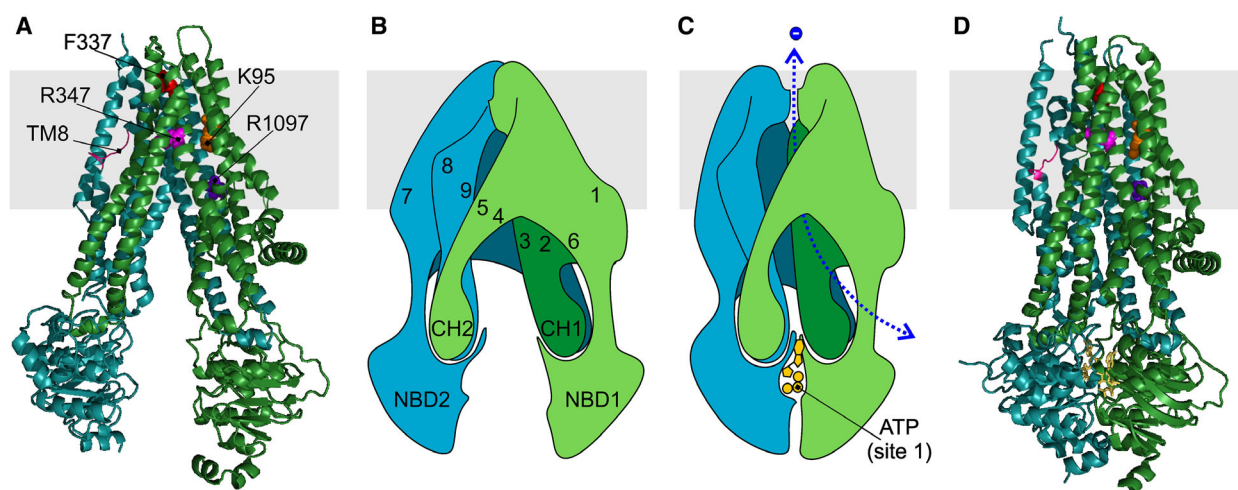 A
F337
K95
R347
R1097
TM8
B
8
7
9
5
4
1
3
2
6
CH2
CH1
NBD2
NBD1
C
-
ATP
(site 1)
D